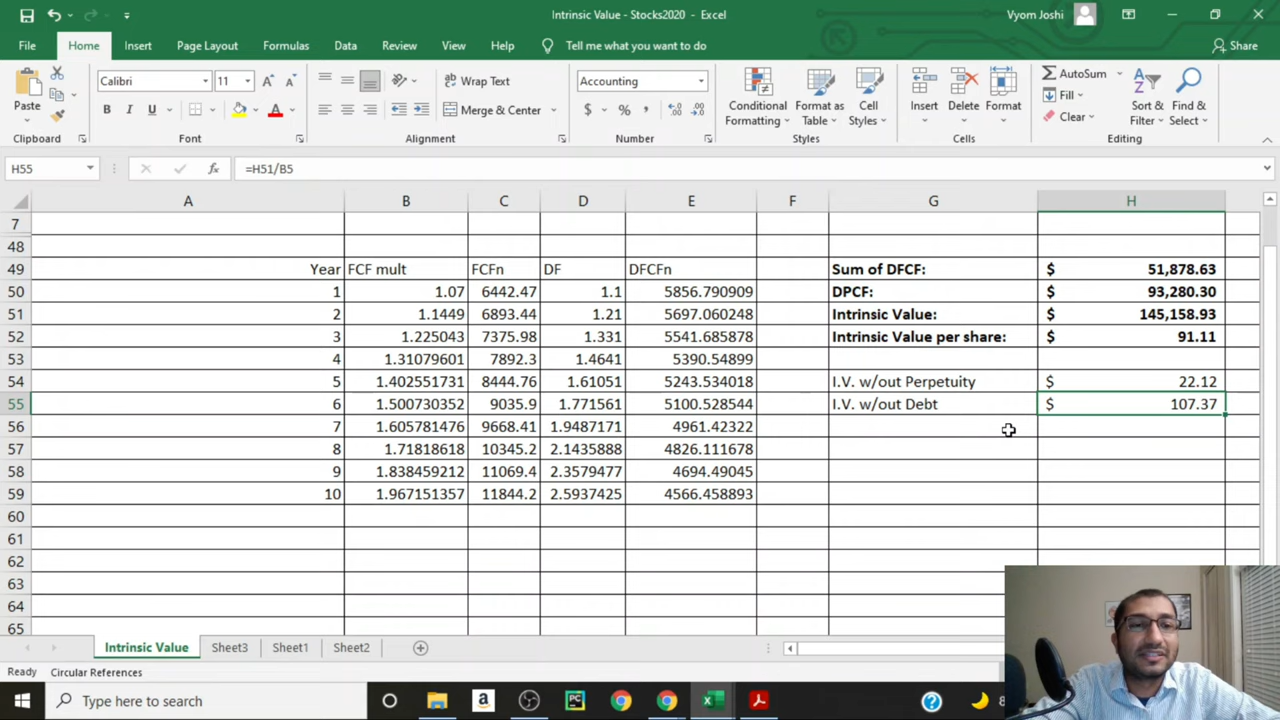 Intrinsic Value - Stocks2020 - Excel
Vyom Joshi
File Home Insert Page Layout Formulas Data Review View Help Tell me what you want to do Share
Paste
Clipboard
Calibri 11
B I U
Font
Wrap Text
Merge & Center
Alignment
Accounting
$ % ,
Number
Conditional Formatting
Format as Table
Cell Styles
Styles
Insert
Delete
Format
Cells
AutoSum
Fill
Clear
Sort & Filter
Find & Select
Editing
H55 fx =H51/B5
A B C D E F G H
7
48
49 Year FCF mult FCFn DF DFCFn Sum of DFCF: $ 51,878.63
50 1 1.07 6442.47 1.1 5856.790909 DPCF: $ 93,280.30
51 2 1.1449 6893.44 1.21 5697.060248 Intrinsic Value: $ 145,158.93
52 3 1.225043 7375.98 1.331 5541.685878 Intrinsic Value per share: $ 91.11
53 4 1.31079601 7892.3 1.4641 5390.54899
54 5 1.402551731 8444.76 1.61051 5243.534018 I.V. w/out Perpetuity $ 22.12
55 6 1.500730352 9035.9 1.771561 5100.528544 I.V. w/out Debt $ 107.37
56 7 1.605781476 9668.41 1.9487171 4961.42322
57 8 1.71818618 10345.2 2.1435888 4826.111678
58 9 1.838459212 11069.4 2.3579477 4694.49045
59 10 1.967151357 11844.2 2.5937425 4566.458893
60
61
62
63
64
65
Intrinsic Value Sheet3 Sheet1 Sheet2
Ready Circular References
Type here to search